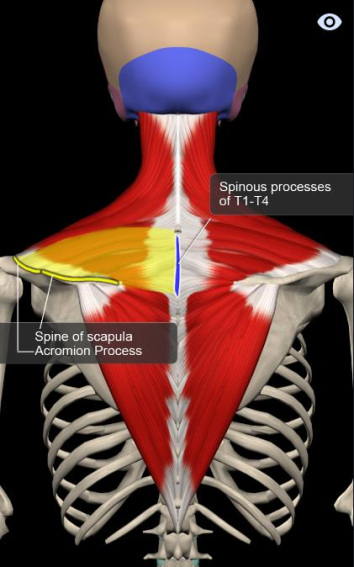 Spinous processes
of T1-T4
Spine of scapula
Acromion Process